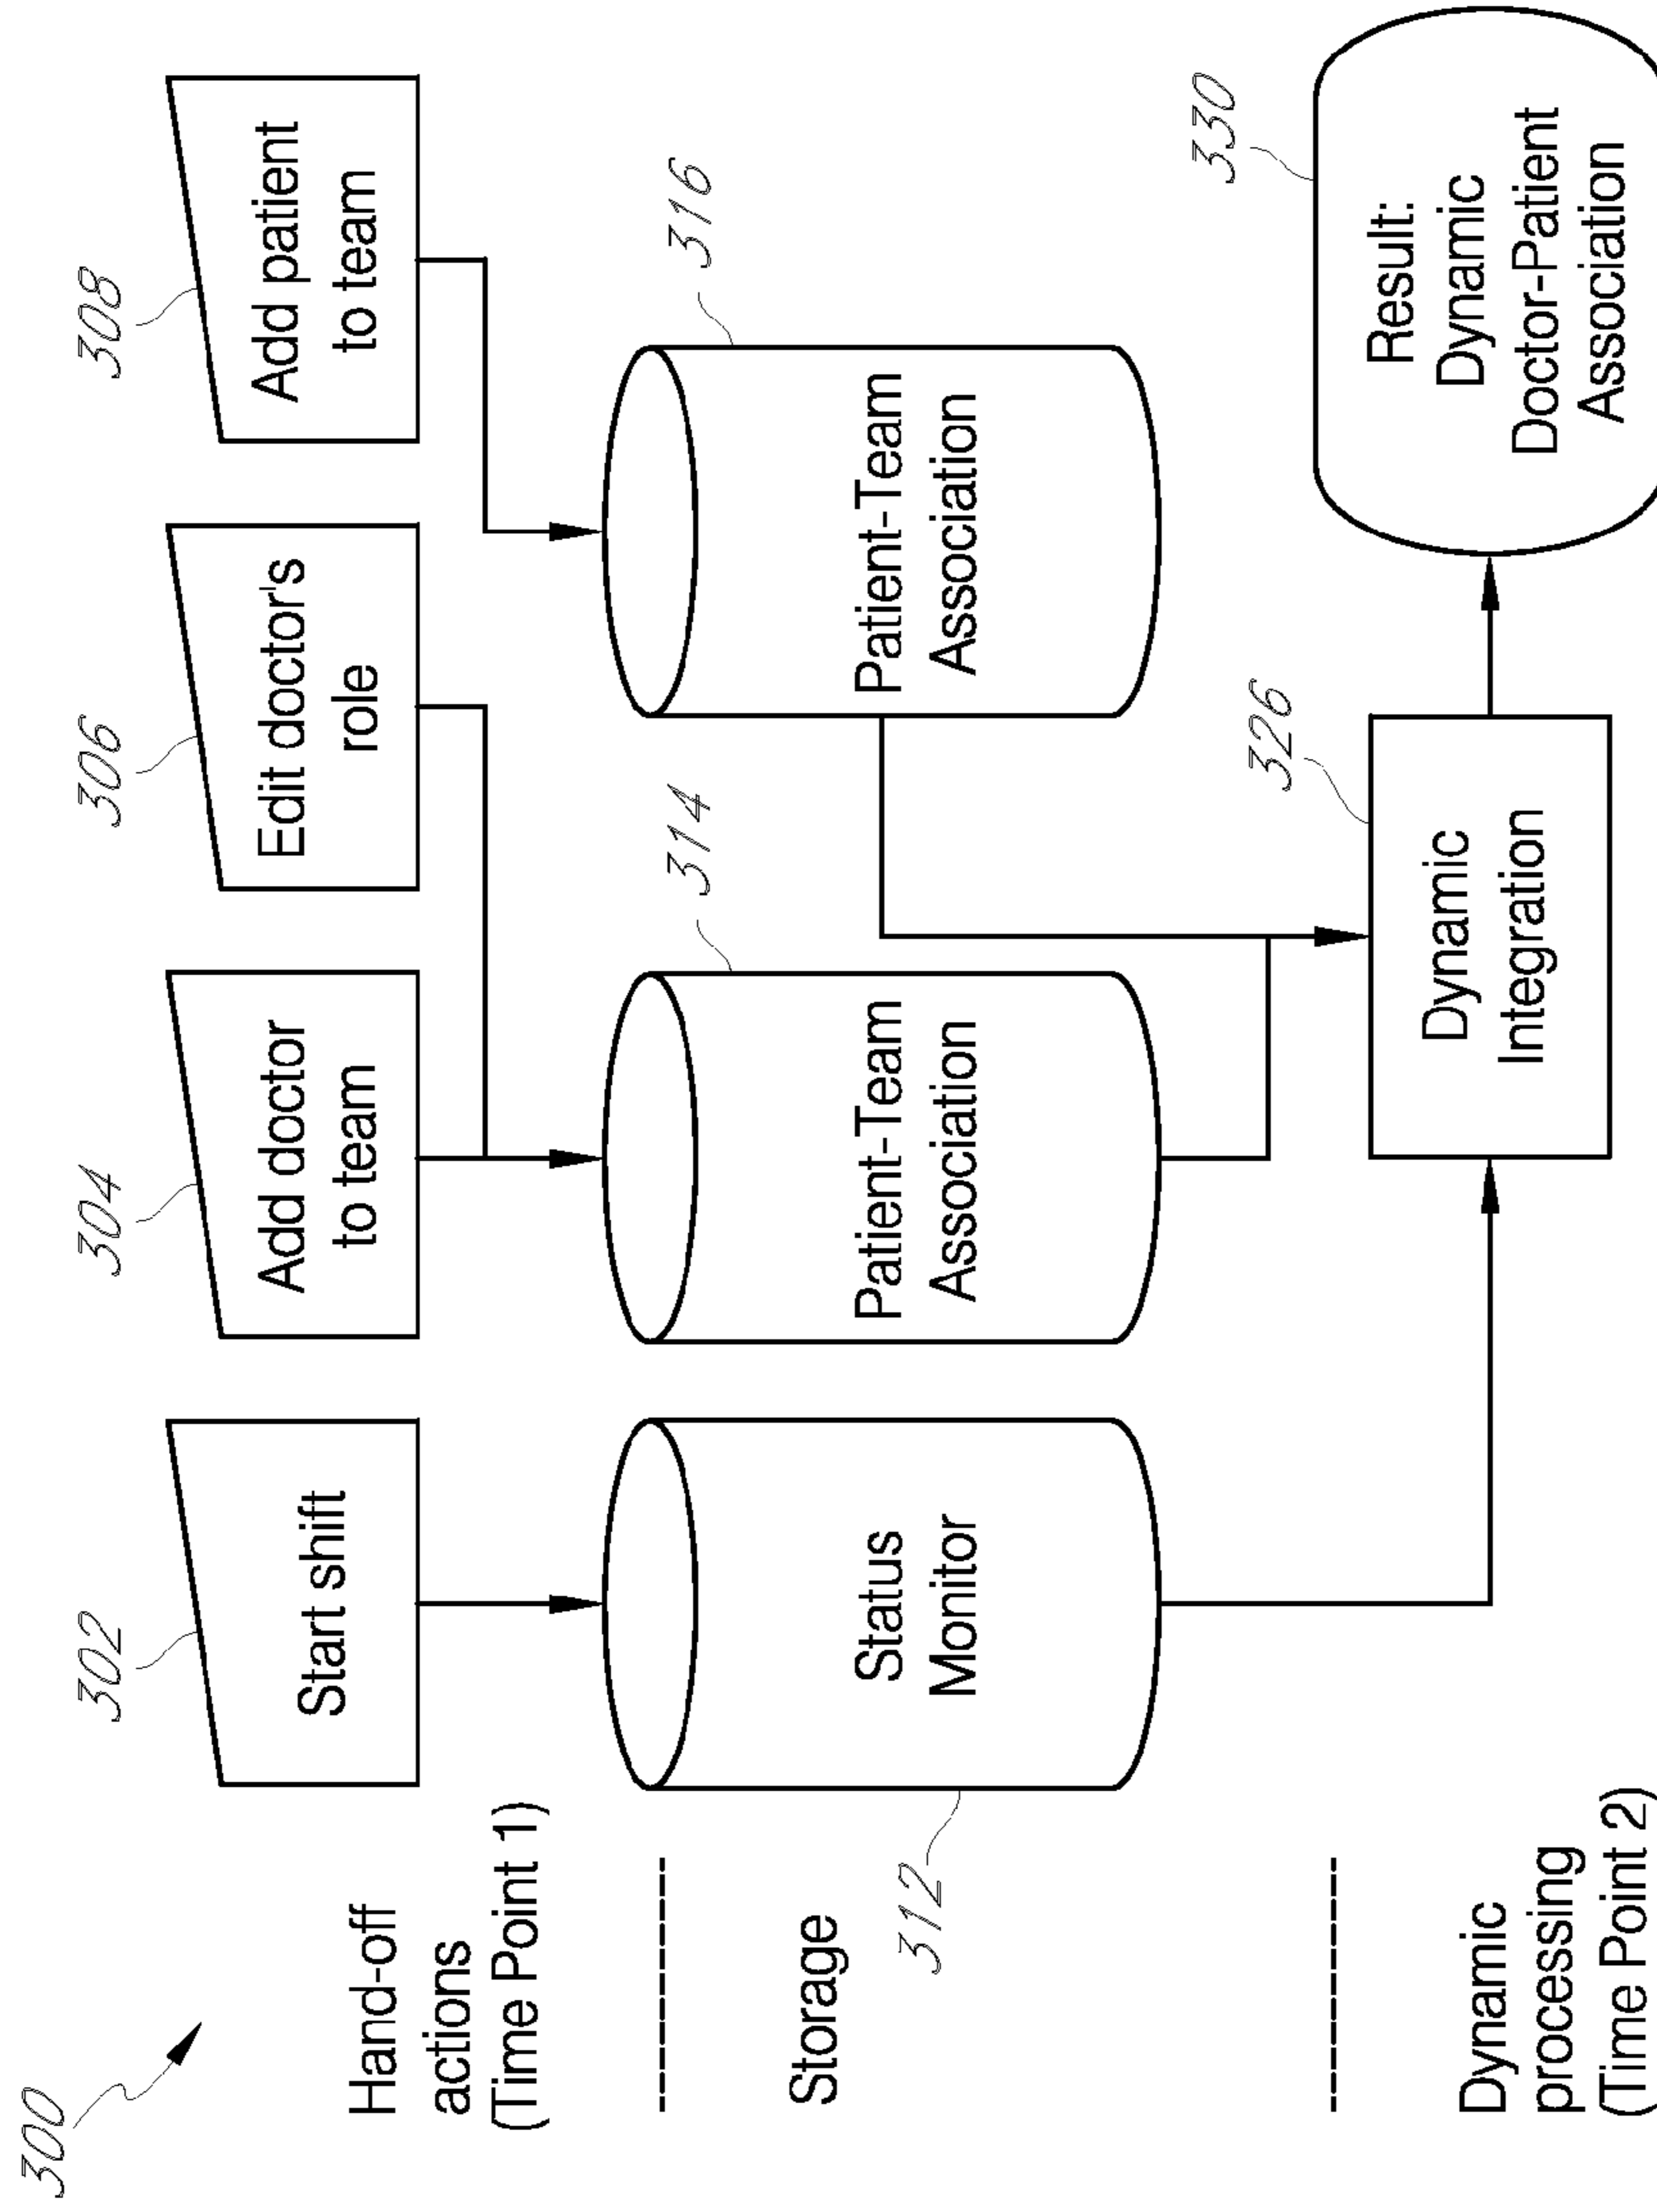 300
302
304
306
308
Hand-off
actions
(Time Point 1)
Start shift
Add doctor
to team
Edit doctor's
role
Add patient
to team
Storage
312
314
316
Status
Monitor
Patient-Team
Association
Patient-Team
Association
Dynamic
processing
(Time Point 2)
326
330
Dynamic
Integration
Result:
Dynamic
Doctor-Patient
Association